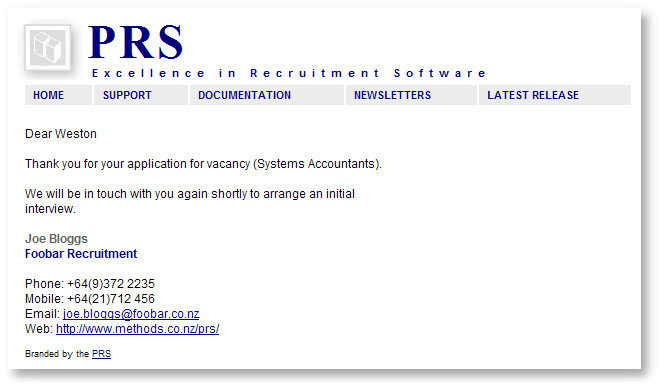 PRS
Excellence in Recruitment Software
HOME SUPPORT DOCUMENTATION NEWSLETTERS LATEST RELEASE
Dear Weston
Thank you for your application for vacancy (Systems Accountants).
We will be in touch with you again shortly to arrange an initial
interview.
Joe Bloggs
Foobar Recruitment
Phone: +64(9)372 2235
Mobile: +64(21)712 456
Email: joe.bloggs@foobar.co.nz
Web: http://www.methods.co.nz/prs/
Branded by the PRS